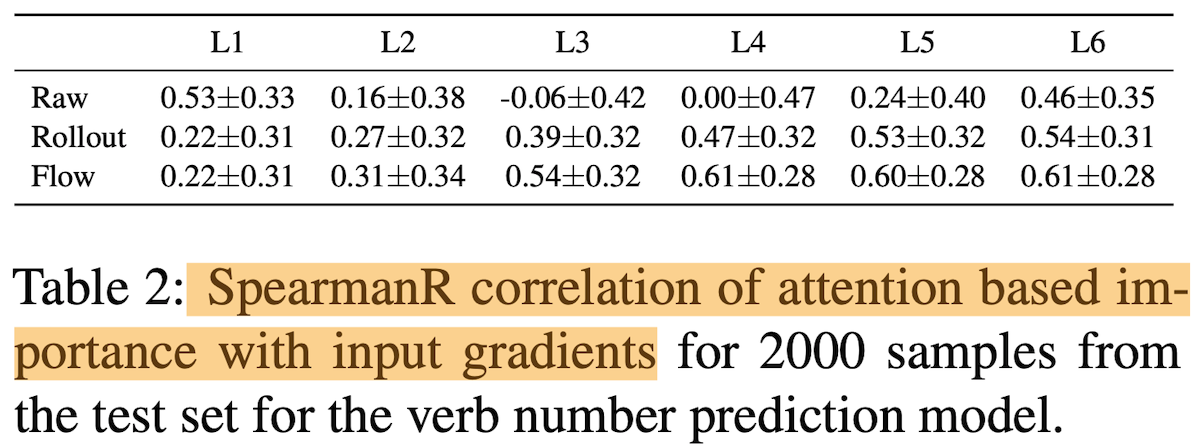 L1 L2 L3 L4 L5 L6
Raw 0.53±0.33 0.16±0.38 -0.06±0.42 0.00±0.47 0.24±0.40 0.46±0.35
Rollout 0.22±0.31 0.27±0.32 0.39±0.32 0.47±0.32 0.53±0.32 0.54±0.31
Flow 0.22±0.31 0.31±0.34 0.54±0.32 0.61±0.28 0.60±0.28 0.61±0.28
Table 2: SpearmanR correlation of attention based im-
portance with input gradients for 2000 samples from
the test set for the verb number prediction model.